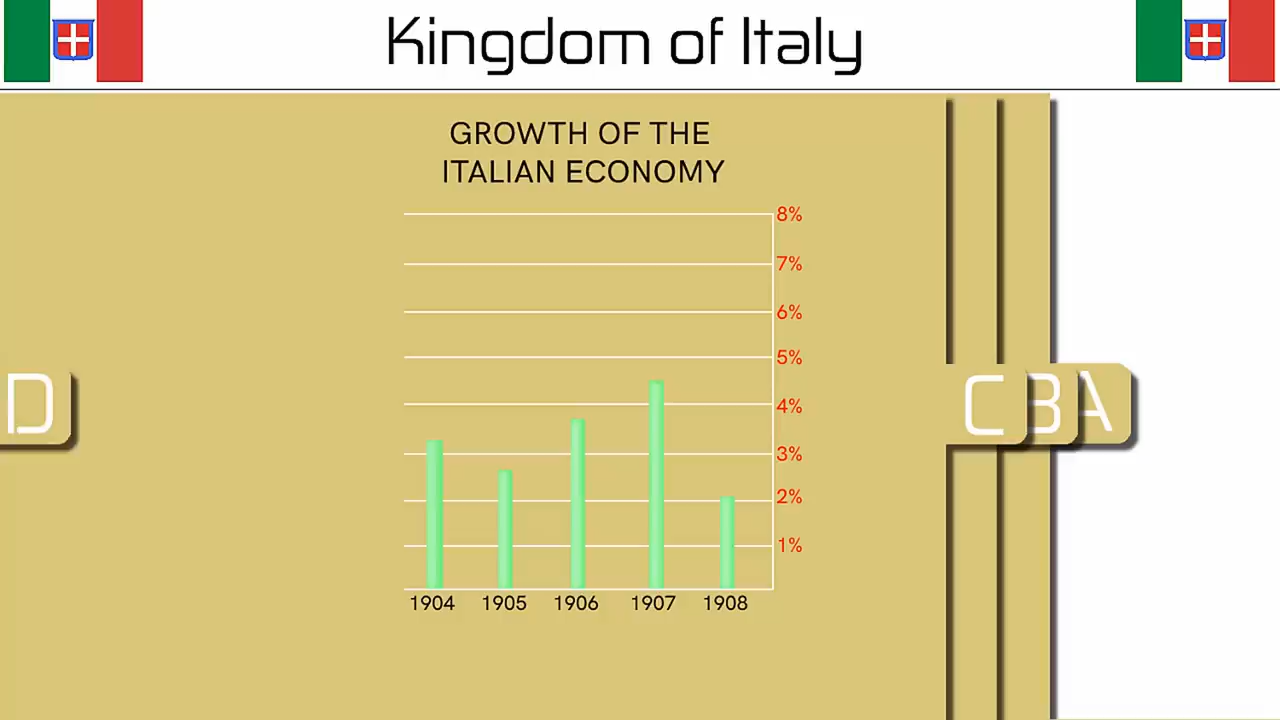 Kingdom of Italy
GROWTH OF THE
ITALIAN ECONOMY
8%
7%
6%
5%
4%
3%
2%
1%
1904 1905 1906 1907 1908
D
C B A